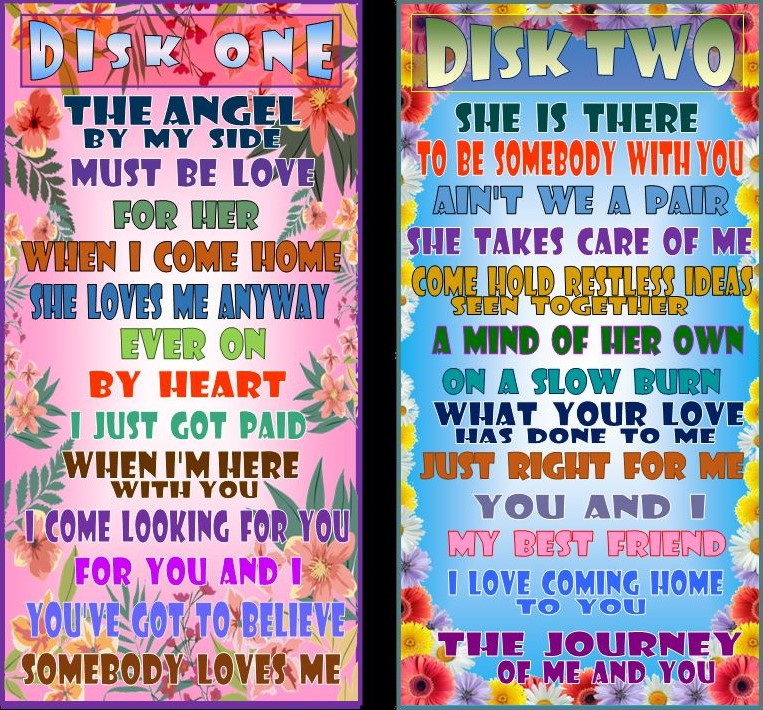 DISK ONE
THE ANGEL
BY MY SIDE
MUST BE LOVE
FOR HER
WHEN I COME HOME
SHE LOVES ME ANYWAY
EVER ON
BY HEART
I JUST GOT PAID
WHEN I'M HERE
WITH YOU
I COME LOOKING FOR YOU
FOR YOU AND I
YOU'VE GOT TO BELIEVE
SOMEBODY LOVES ME
DISK TWO
SHE IS THERE
TO BE SOMEBODY WITH YOU
AIN'T WE A PAIR
SHE TAKES CARE OF ME
COME HOLD RESTLESS IDEAS
SEEN TOGETHER
A MIND OF HER OWN
ON A SLOW BURN
WHAT YOUR LOVE
HAS DONE TO ME
JUST RIGHT FOR ME
YOU AND I
MY BEST FRIEND
I LOVE COMING HOME
TO YOU
THE JOURNEY
OF ME AND YOU